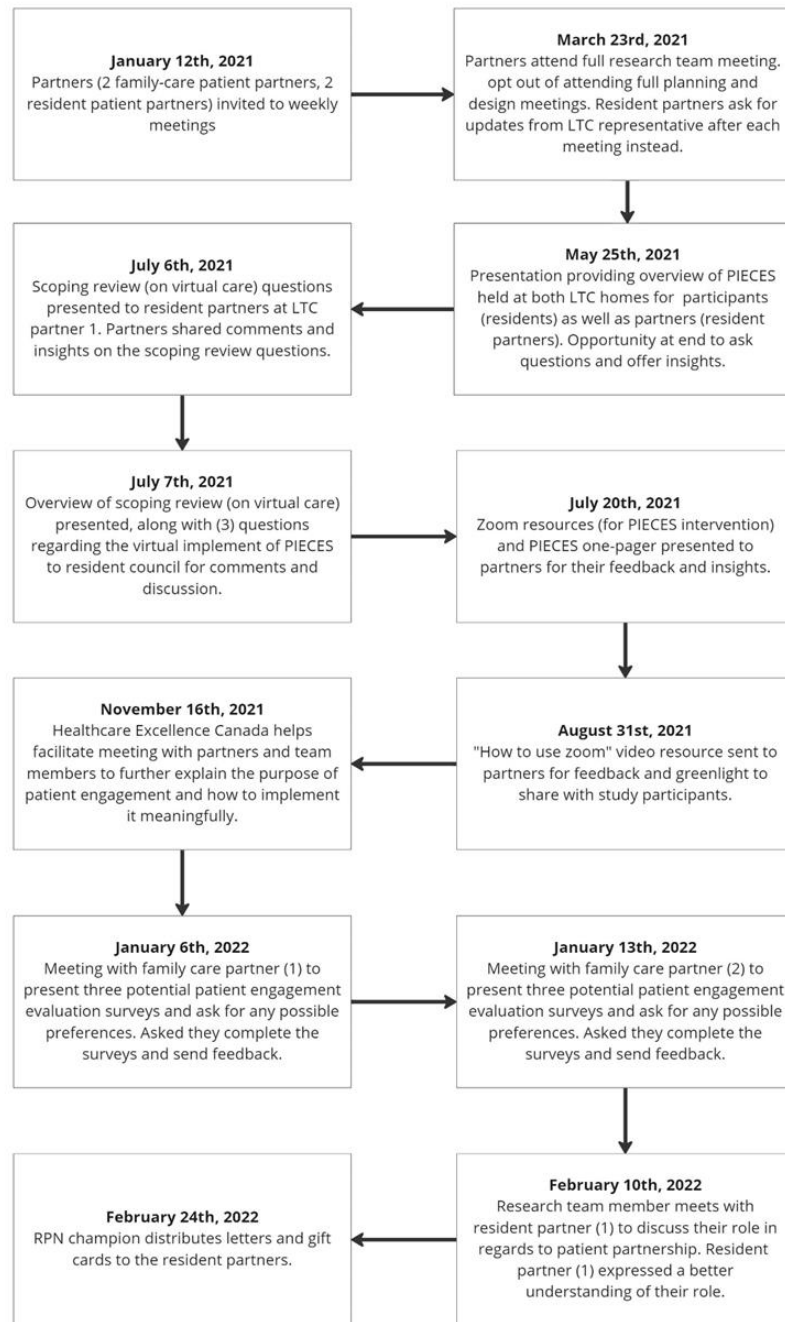 January 12th, 2021
Partners (2 family-care patient partners, 2
resident patient partners) invited to weekly
meetings
March 23rd, 2021
Partners attend full research team meeting.
opt out of attending full planning and
design meetings. Resident partners ask for
updates from LTC representative after each
meeting instead.
May 25th, 2021
Presentation providing overview of PIECES
held at both LTC homes for participants
(residents) as well as partners (resident
partners). Opportunity at end to ask
questions and offer insights.
July 6th, 2021
Scoping review (on virtual care) questions
presented to resident partners at LTC
partner 1. Partners shared comments and
insights on the scoping review questions.
July 7th, 2021
Overview of scoping review (on virtual care)
presented, along with (3) questions
regarding the virtual implement of PIECES
to resident council for comments and
discussion.
July 20th, 2021
Zoom resources (for PIECES intervention)
and PIECES one-pager presented to
partners for their feedback and insights.
August 31st, 2021
"How to use zoom" video resource sent to
partners for feedback and greenlight to
share with study participants.
November 16th, 2021
Healthcare Excellence Canada helps
facilitate meeting with partners and team
members to further explain the purpose of
patient engagement and how to implement
it meaningfully.
January 6th, 2022
Meeting with family care partner (1) to
present three potential patient engagement
evaluation surveys and ask for any possible
preferences. Asked they complete the
surveys and send feedback.
January 13th, 2022
Meeting with family care partner (2) to
present three potential patient engagement
evaluation surveys and ask for any possible
preferences. Asked they complete the
surveys and send feedback.
February 10th, 2022
Research team member meets with
resident partner (1) to discuss their role in
regards to patient partnership. Resident
partner (1) expressed a better
understanding of their role.
February 24th, 2022
RPN champion distributes letters and gift
cards to the resident partners.